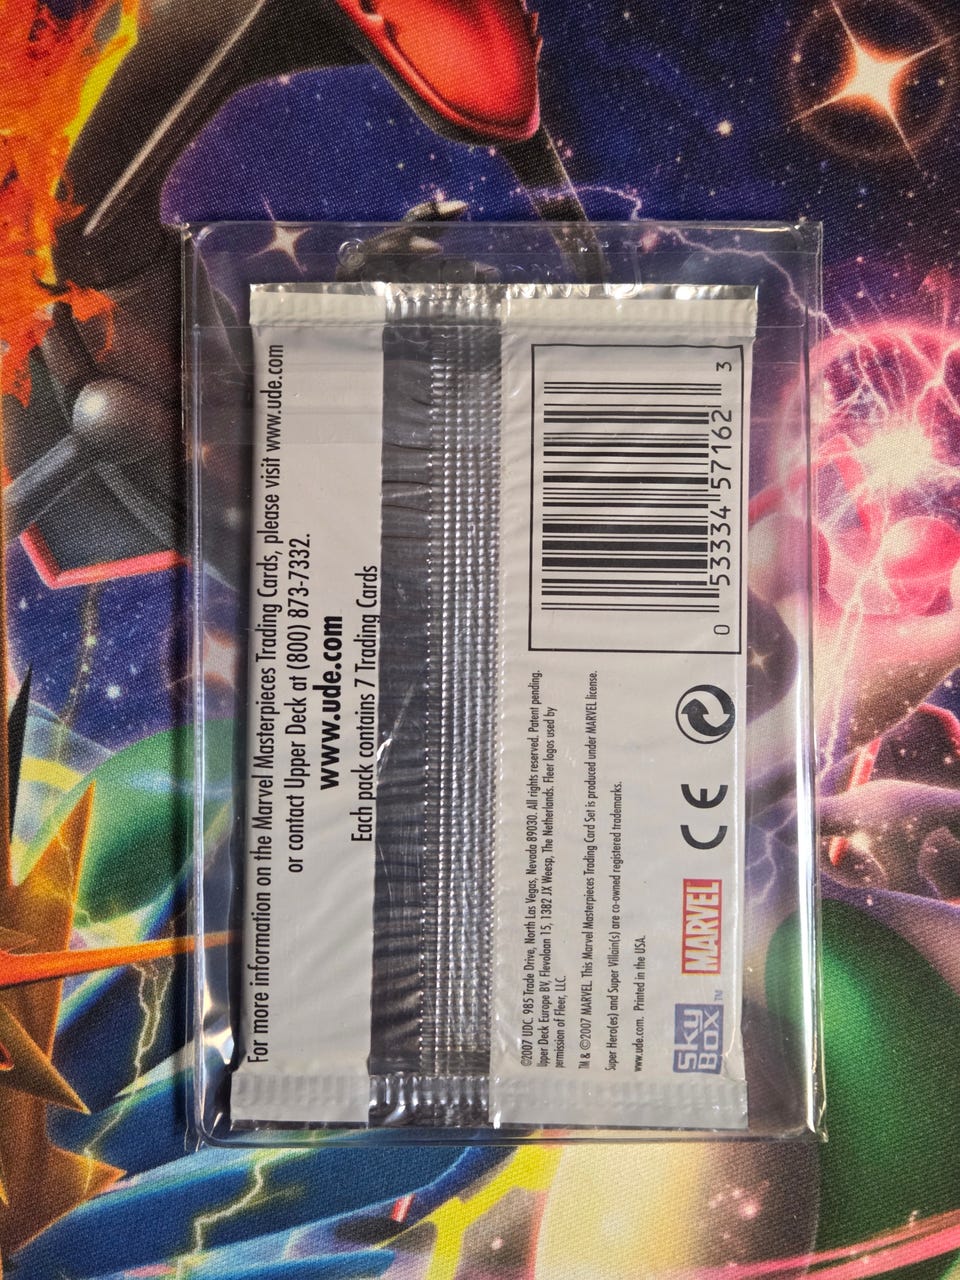 For more information on the Marvel Masterpieces Trading Cards, please visit www.ude.com
or contact Upper Deck at (800) 873-7332.
www.ude.com
Each pack contains 7 Trading Cards
©2007 UDC. 985 Trade Drive, North Las Vegas, Nevada 89030. All rights reserved. Patent pending.
Upper Deck Europe BV, Flevolaan 15, 1382 JX Weesp, The Netherlands. Fleer logos used by
permission of Fleer, LLC.
TM & ©2007 MARVEL. This Marvel Masterpieces Trading Card Set is produced under MARVEL license.
Super Hero(es) and Super Villain(s) are co-owned registered trademarks.
www.ude.com. Printed in the USA.
Sky
BOX™
MARVEL
CE
0 53334 57162 3